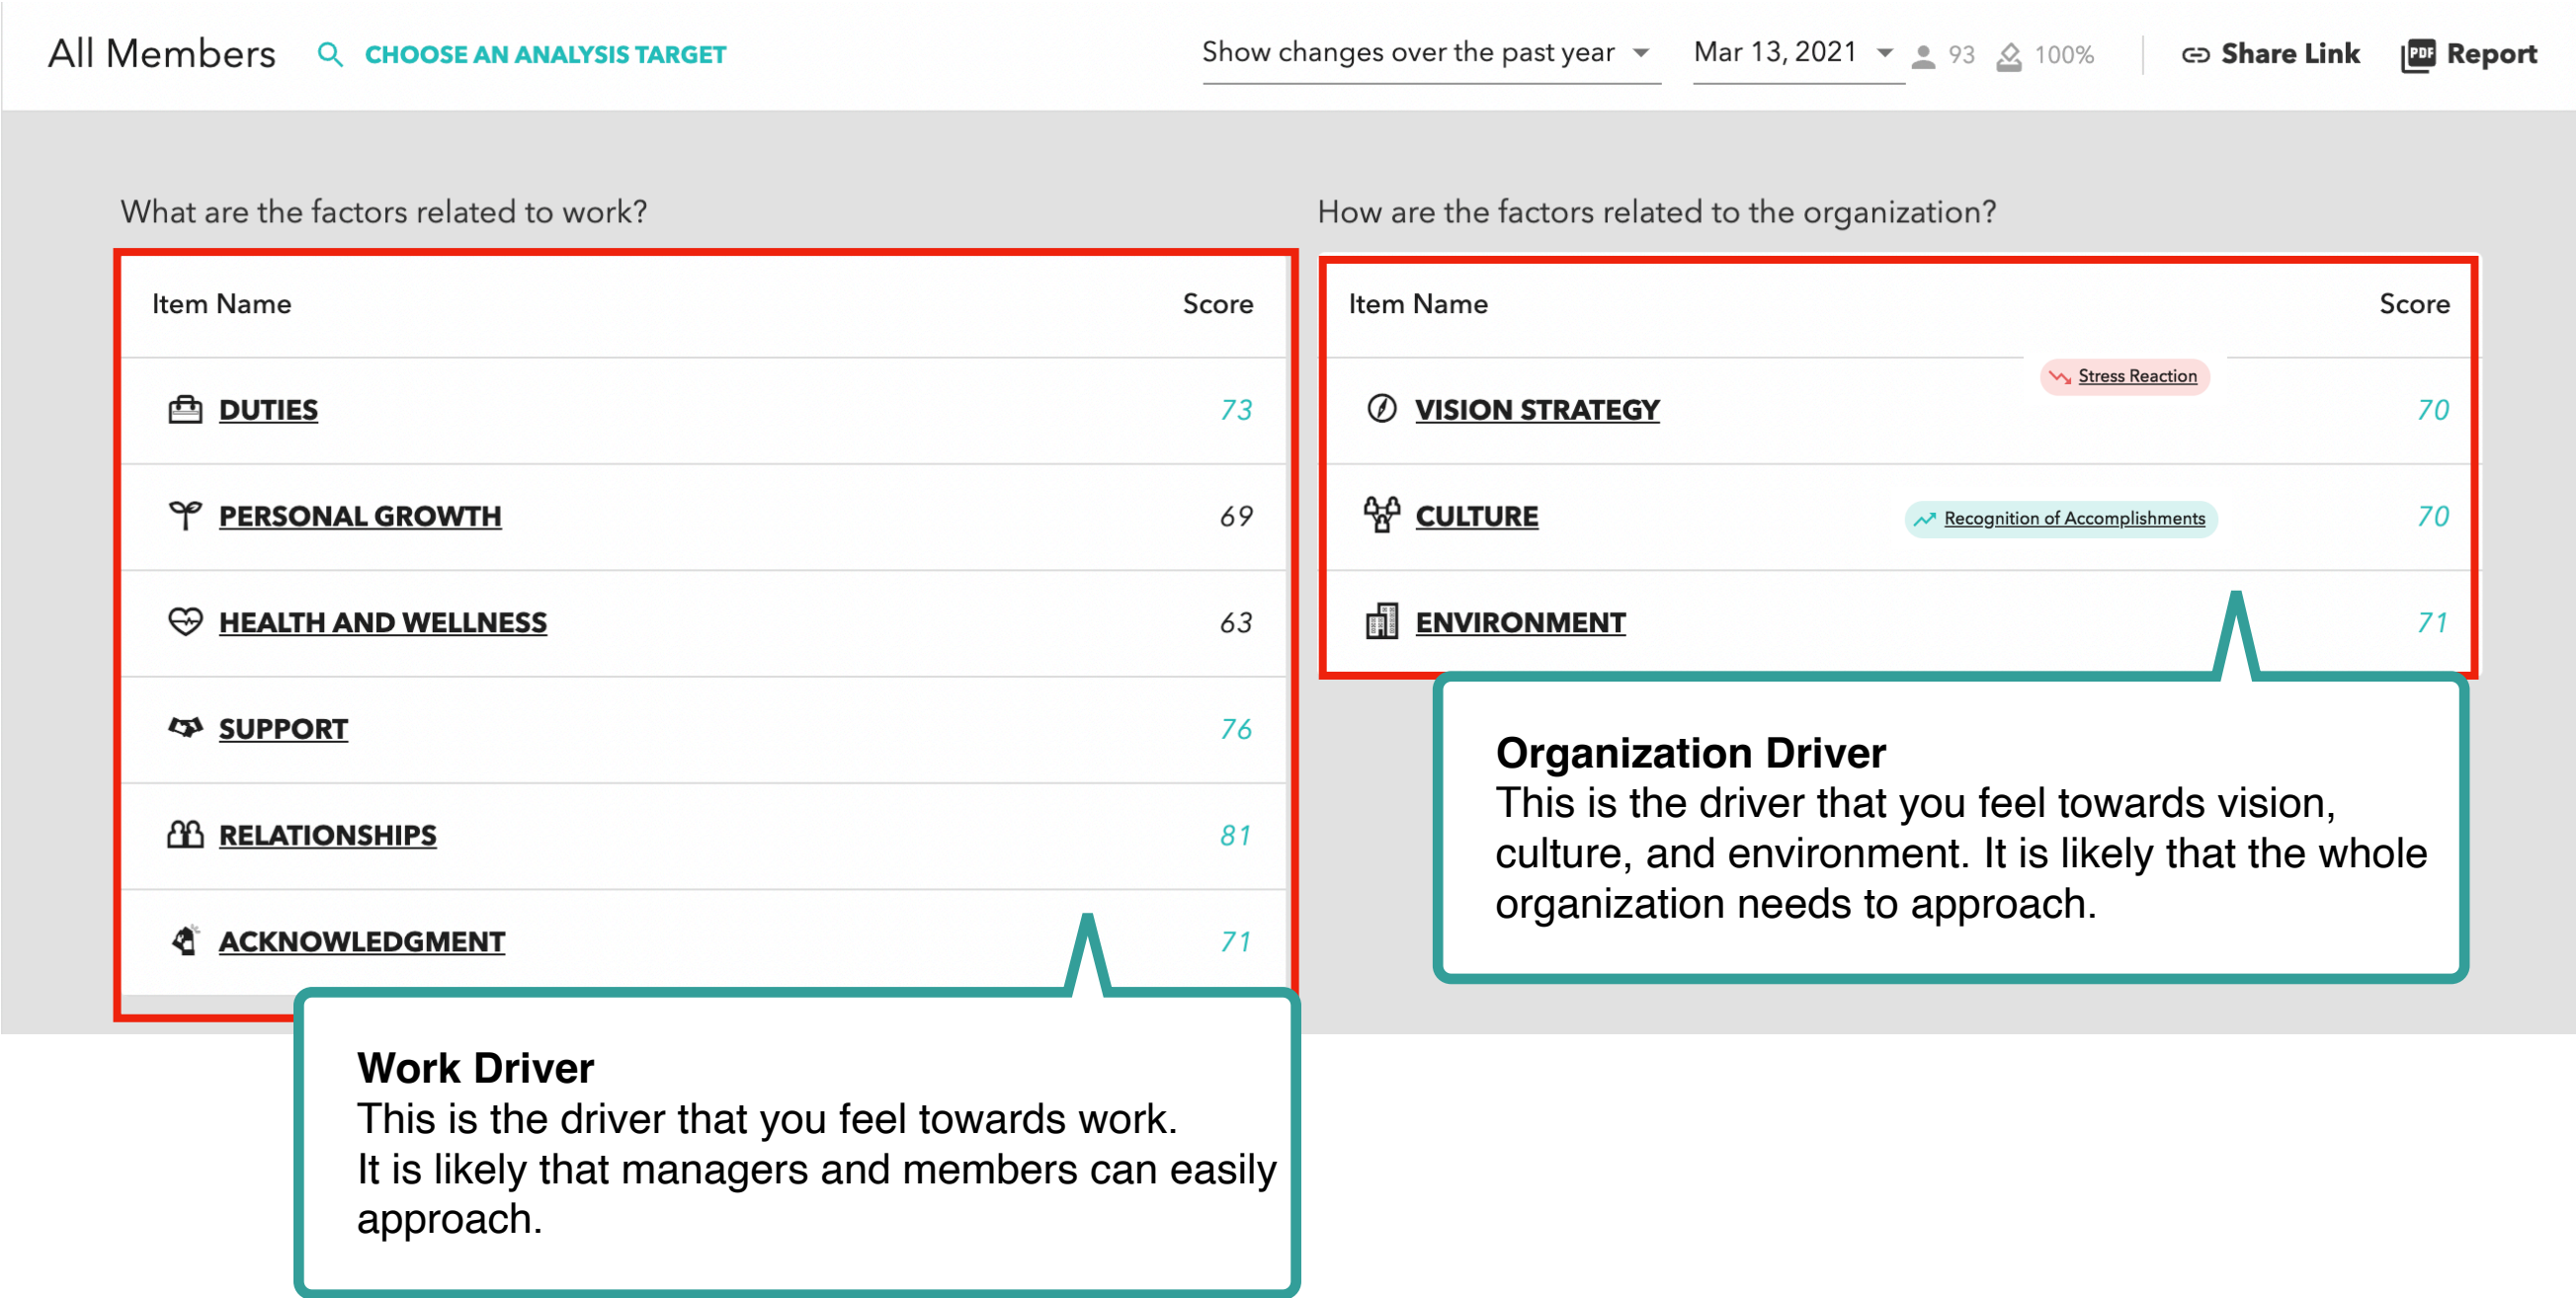 All Members CHOOSE AN ANALYSIS TARGET Show changes over the past year Mar 13, 2021 93 100% Share Link PDF Report
What are the factors related to work?
Item Name Score
DUTIES 73
PERSONAL GROWTH 69
HEALTH AND WELLNESS 63
SUPPORT 76
RELATIONSHIPS 81
ACKNOWLEDGMENT 71
Work Driver
This is the driver that you feel towards work.
It is likely that managers and members can easily
approach.
How are the factors related to the organization?
Item Name Score
Stress Reaction
VISION STRATEGY 70
CULTURE Recognition of Accomplishments 70
ENVIRONMENT 71
Organization Driver
This is the driver that you feel towards vision,
culture, and environment. It is likely that the whole
organization needs to approach.